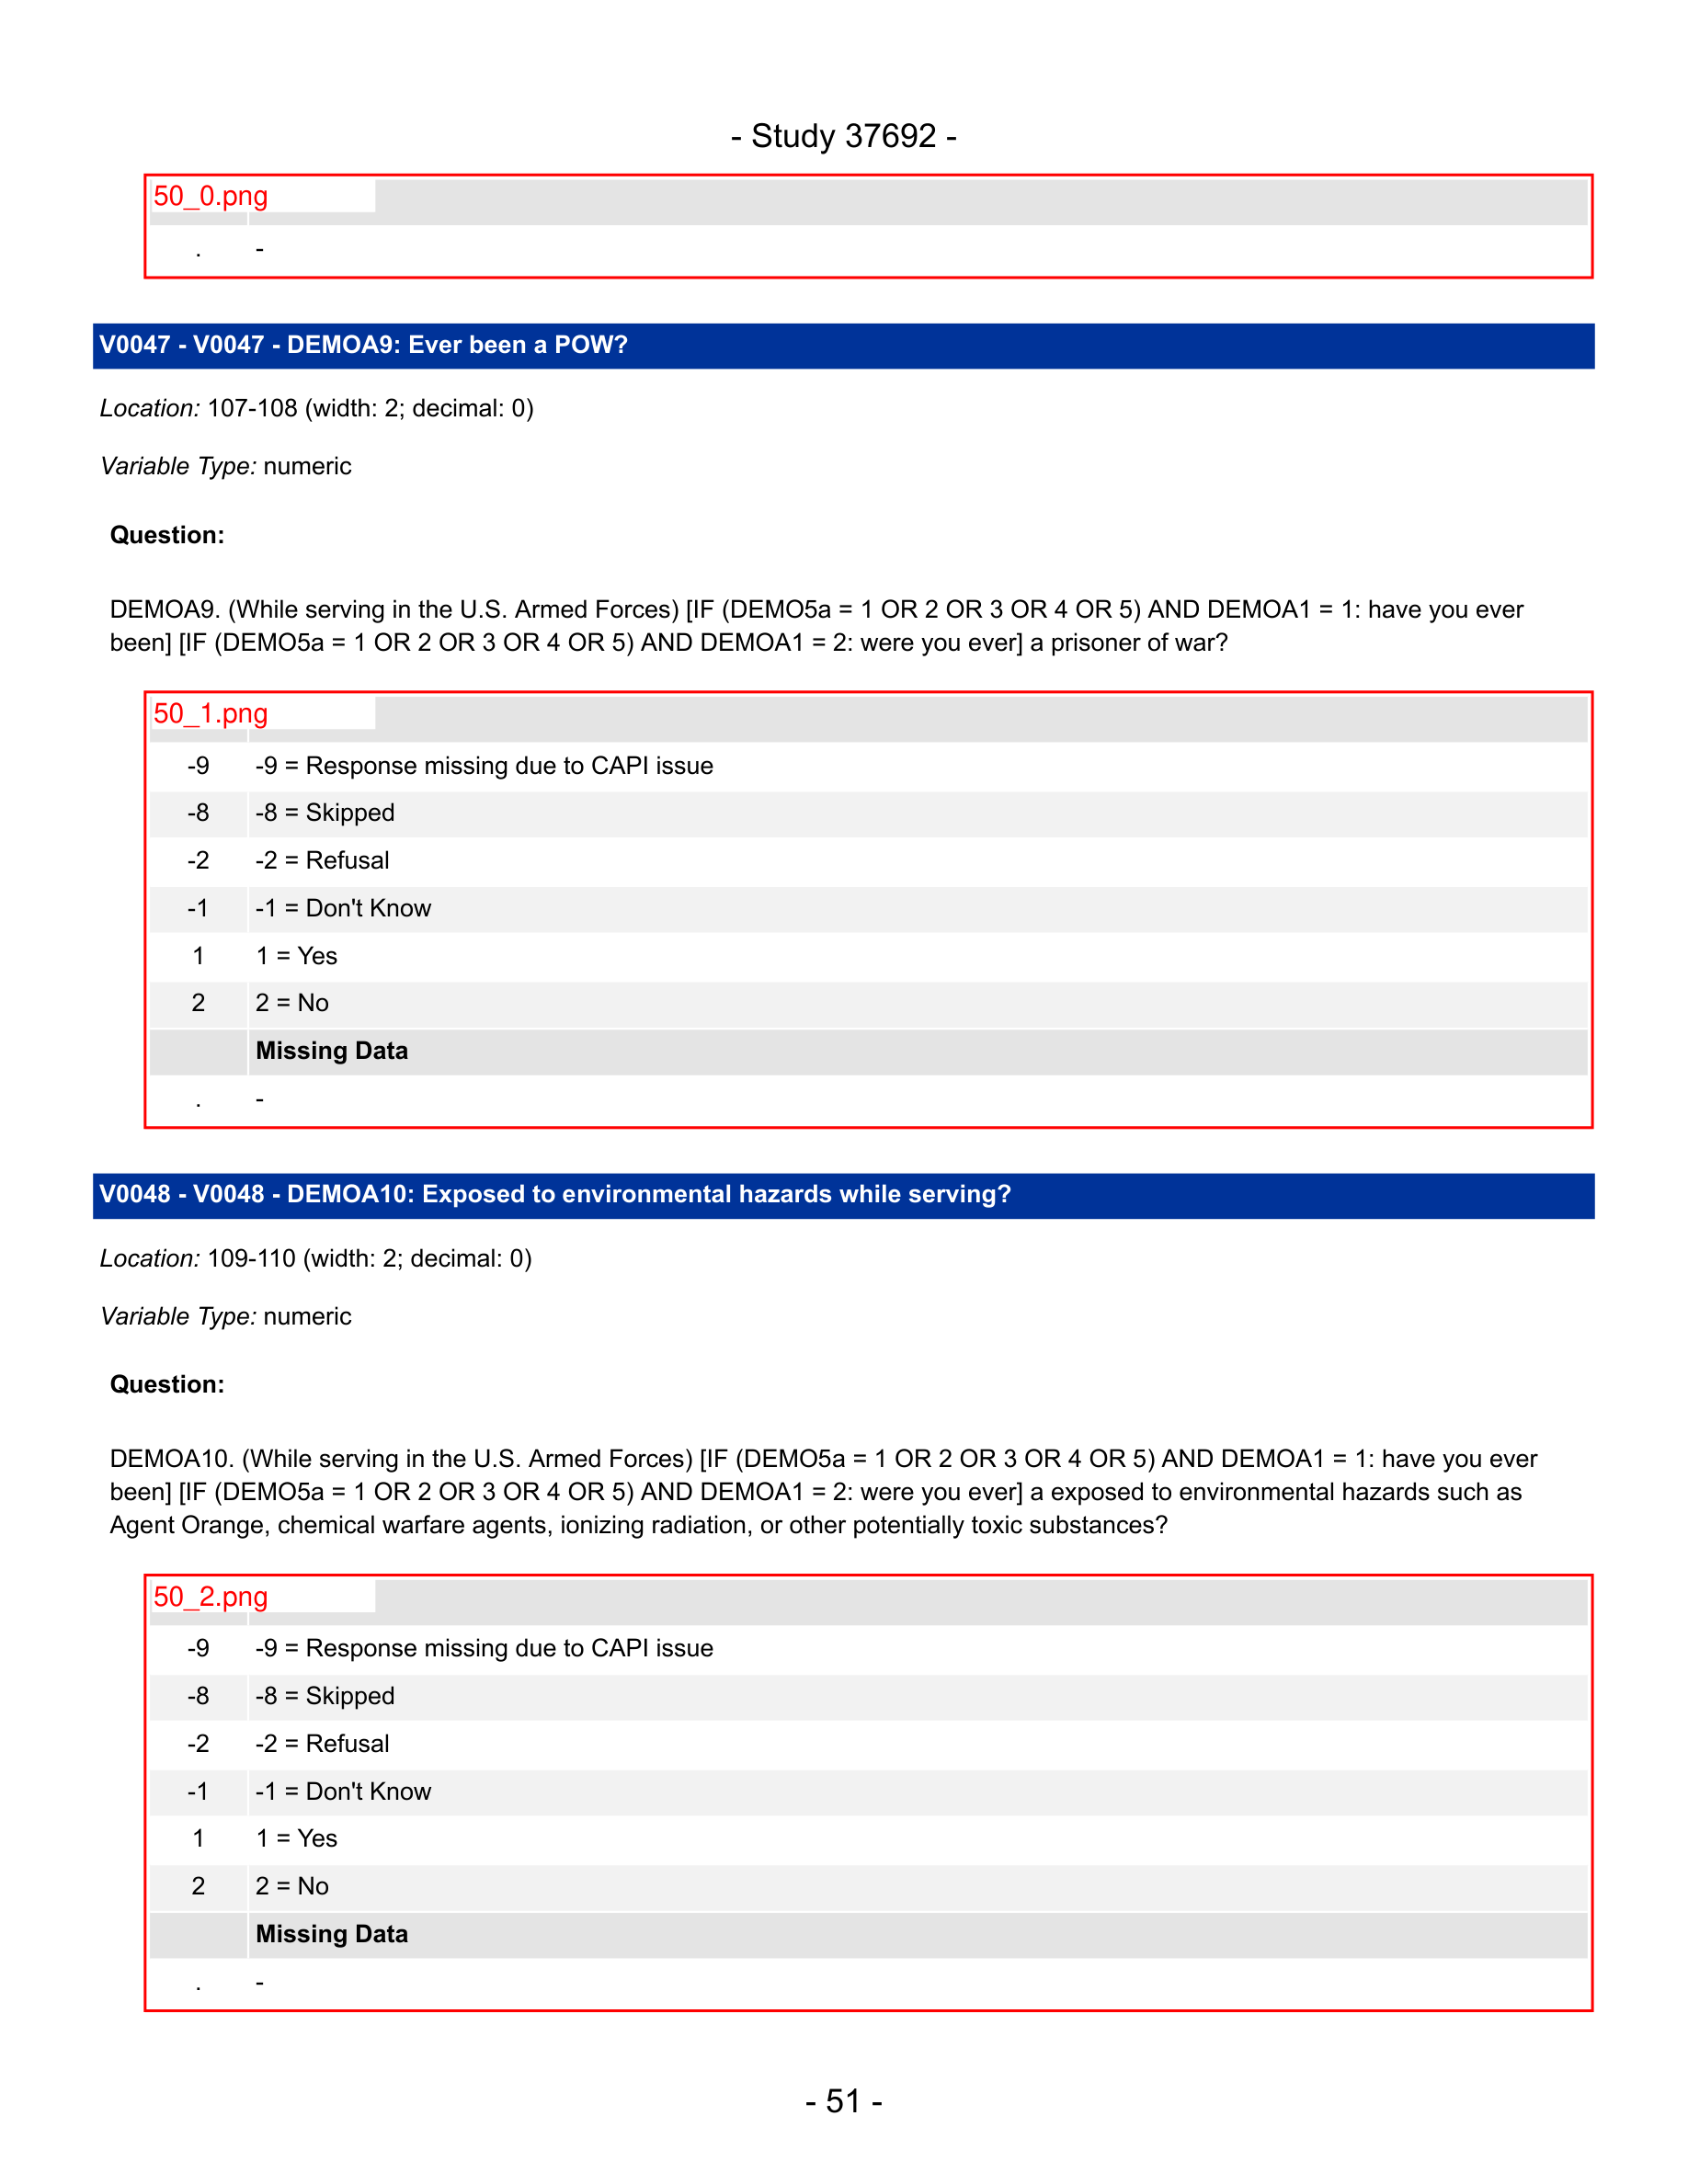 - Study 37692 -
50_0.png
. -
V0047 - V0047 - DEMOA9: Ever been a POW?
Location: 107-108 (width: 2; decimal: 0)
Variable Type: numeric
Question:
DEMOA9. (While serving in the U.S. Armed Forces) [IF (DEMO5a = 1 OR 2 OR 3 OR 4 OR 5) AND DEMOA1 = 1: have you ever
been] [IF (DEMO5a = 1 OR 2 OR 3 OR 4 OR 5) AND DEMOA1 = 2: were you ever] a prisoner of war?
50_1.png
-9 -9 = Response missing due to CAPI issue
-8 -8 = Skipped
-2 -2 = Refusal
-1 -1 = Don't Know
1 1 = Yes
2 2 = No
Missing Data
. -
V0048 - V0048 - DEMOA10: Exposed to environmental hazards while serving?
Location: 109-110 (width: 2; decimal: 0)
Variable Type: numeric
Question:
DEMOA10. (While serving in the U.S. Armed Forces) [IF (DEMO5a = 1 OR 2 OR 3 OR 4 OR 5) AND DEMOA1 = 1: have you ever
been] [IF (DEMO5a = 1 OR 2 OR 3 OR 4 OR 5) AND DEMOA1 = 2: were you ever] a exposed to environmental hazards such as
Agent Orange, chemical warfare agents, ionizing radiation, or other potentially toxic substances?
50_2.png
-9 -9 = Response missing due to CAPI issue
-8 -8 = Skipped
-2 -2 = Refusal
-1 -1 = Don't Know
1 1 = Yes
2 2 = No
Missing Data
. -
- 51 -